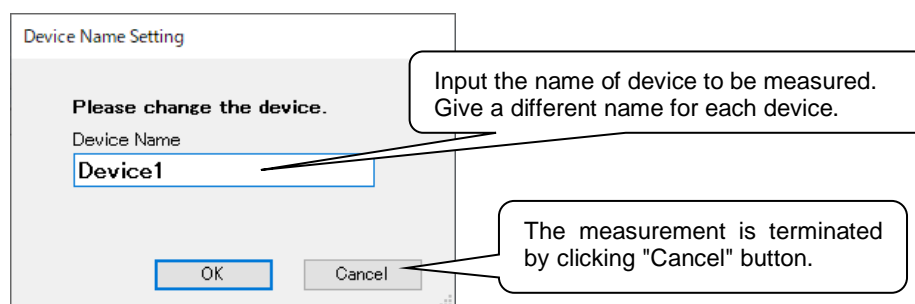 Device Name Setting
Input the name of device to be measured.
Give a different name for each device.
Please change the device.
Device Name
Device1
The measurement is terminated
by clicking "Cancel" button.
OK
Cancel